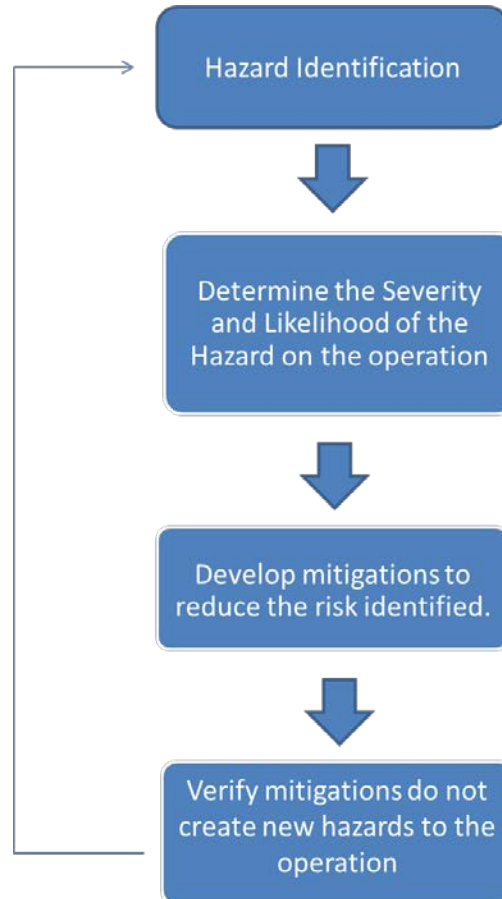 Hazard Identification
Determine the Severity
and Likelihood of the
Hazard on the operation
Develop mitigations to
reduce the risk identified.
Verify mitigations do not
create new hazards to the
operation